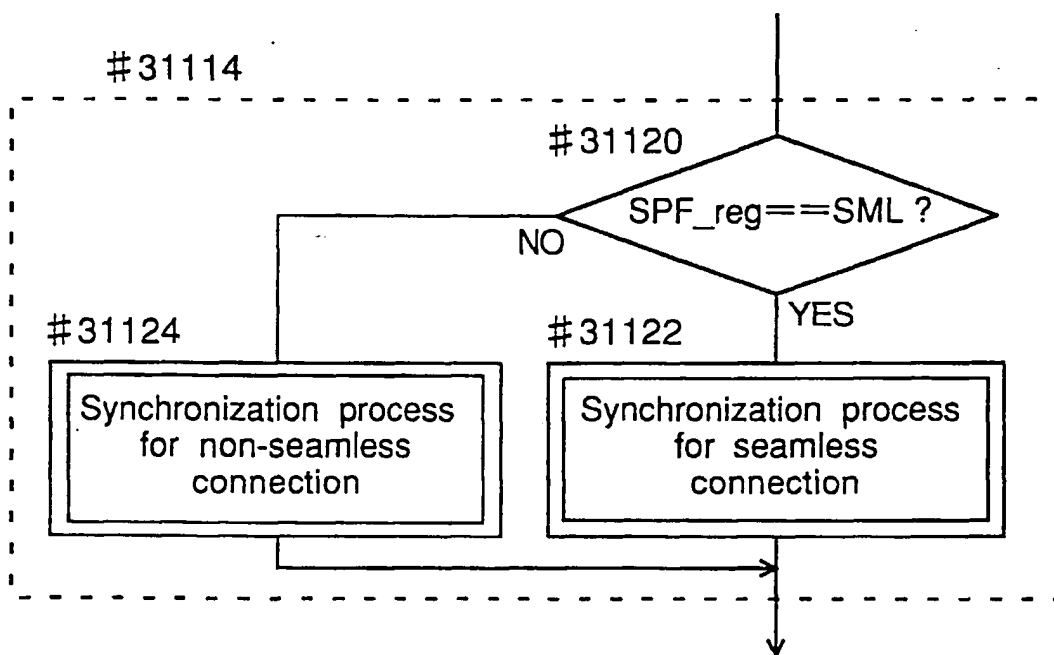 #31114
#31120
SPF_reg==SML ?
NO
YES
#31124
#31122
Synchronization process
for non-seamless
connection
Synchronization process
for seamless
connection